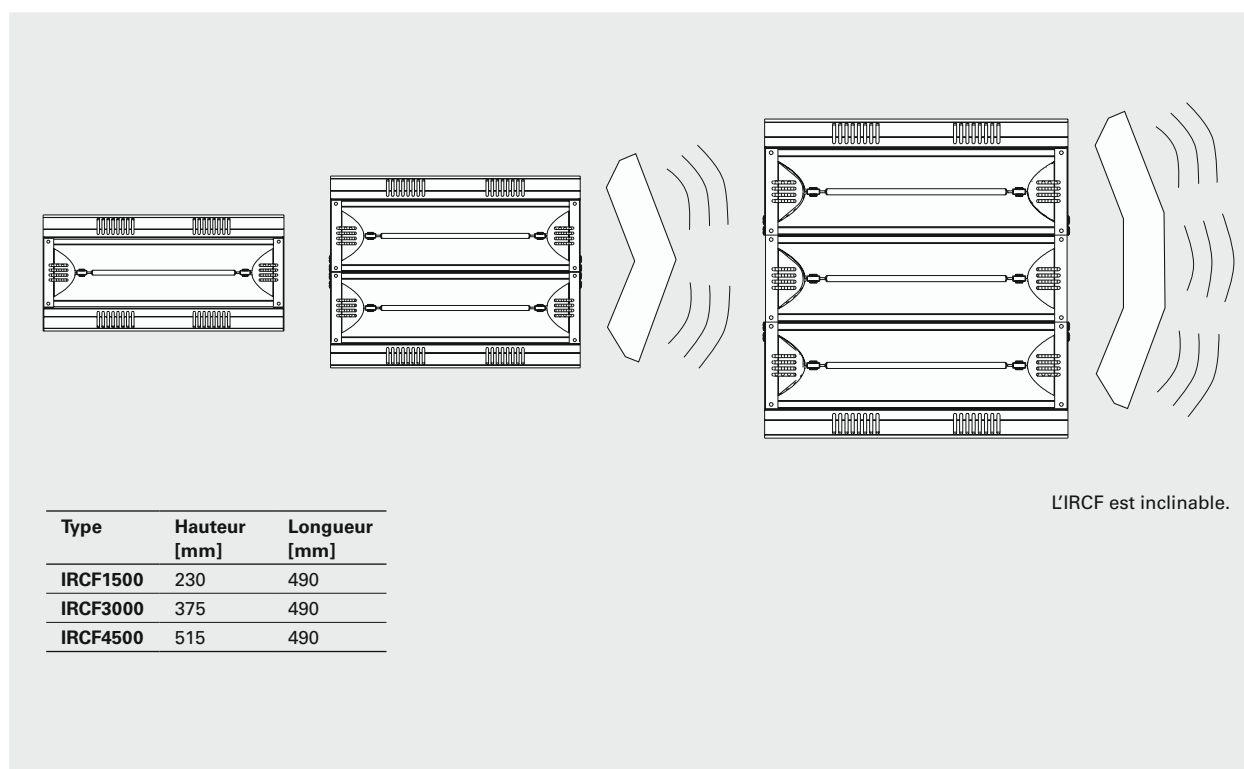 L'IRCF est inclinable.
Type Hauteur Longueur
[mm] [mm]
IRCF1500 230 490
IRCF3000 375 490
IRCF4500 515 490